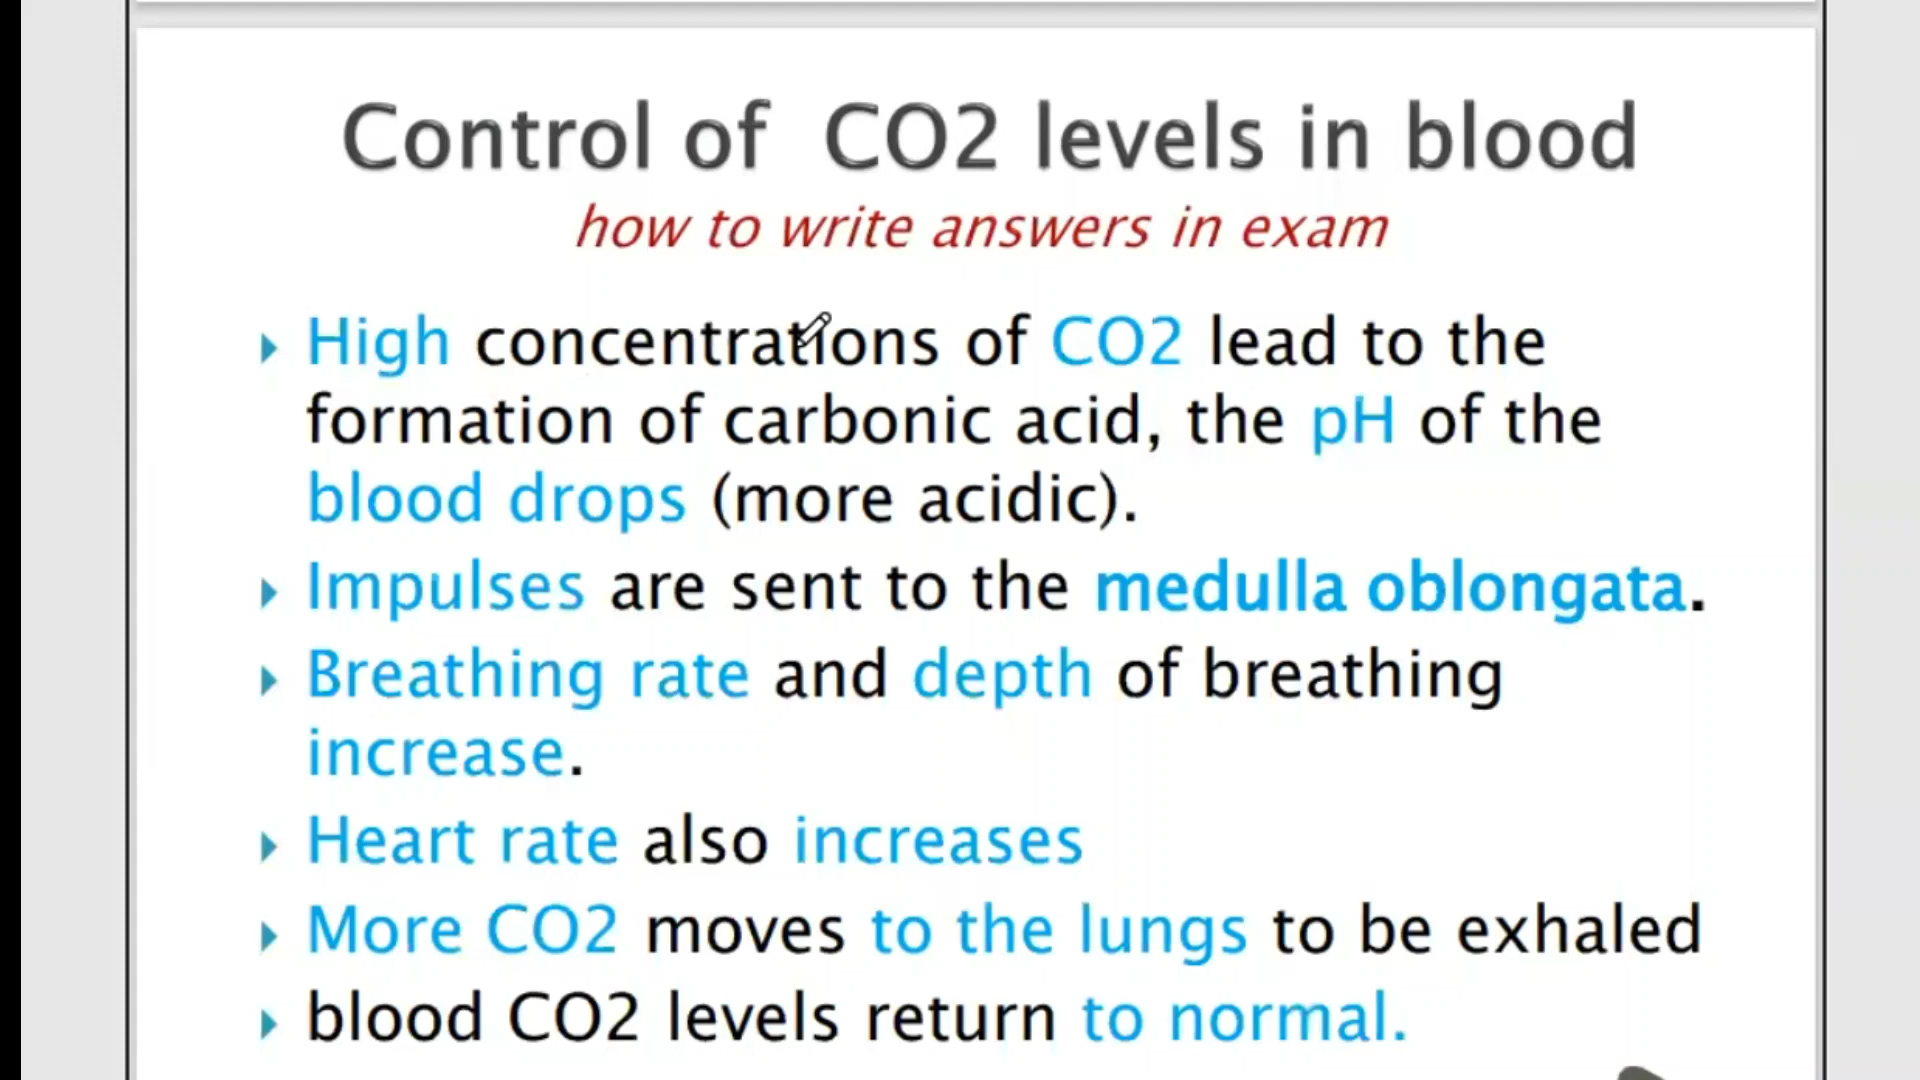 Control of CO2 levels in blood
how to write answers in exam
High concentrations of CO2 lead to the
formation of carbonic acid, the pH of the
blood drops (more acidic).
Impulses are sent to the medulla oblongata.
Breathing rate and depth of breathing
increase.
Heart rate also increases
More CO2 moves to the lungs to be exhaled
blood CO2 levels return to normal.